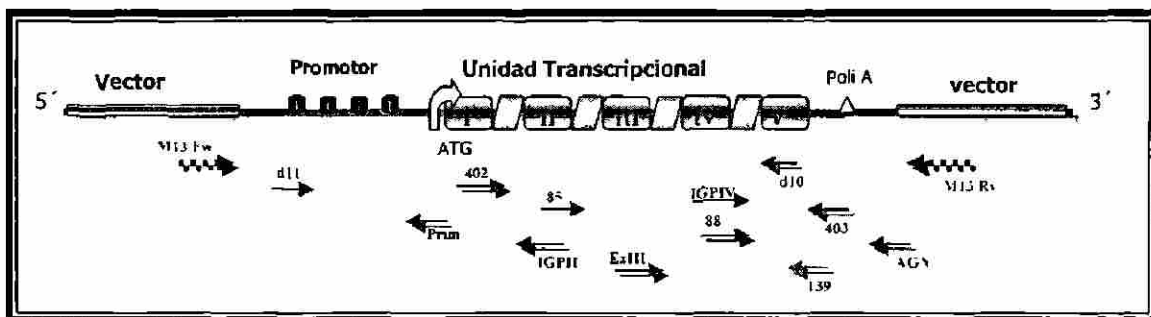 Vector
Promotor
Unidad Transcripcional
Poli A
vector
5´
3´
I
II
III
IV
V
ATG
M13 Fw
d11
402
85
IGPIV
d10
M13 Rv
Prom
IGPII
88
403
AGN
ExIII
139